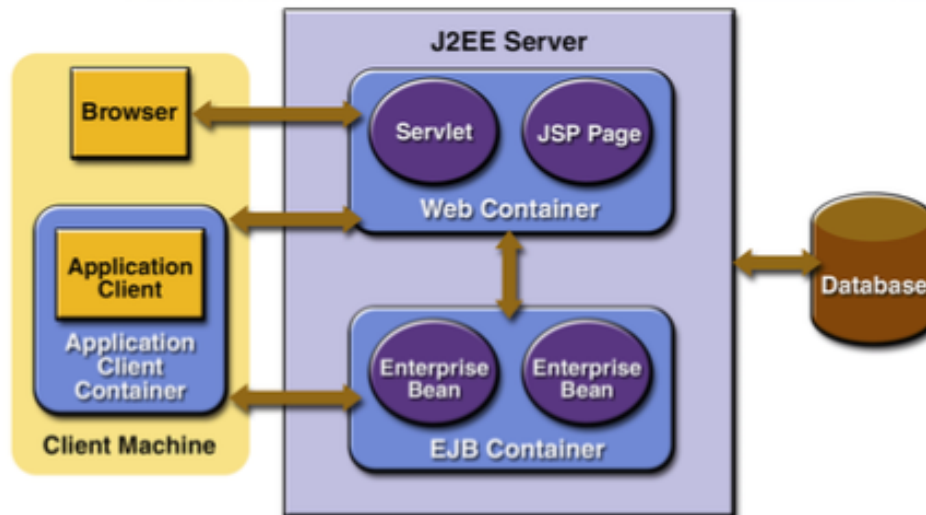 J2EE Server
Browser
Servlet
JSP Page
Web Container
Application
Client
Application
Client
Container
Client Machine
Enterprise
Bean
Enterprise
Bean
EJB Container
Database